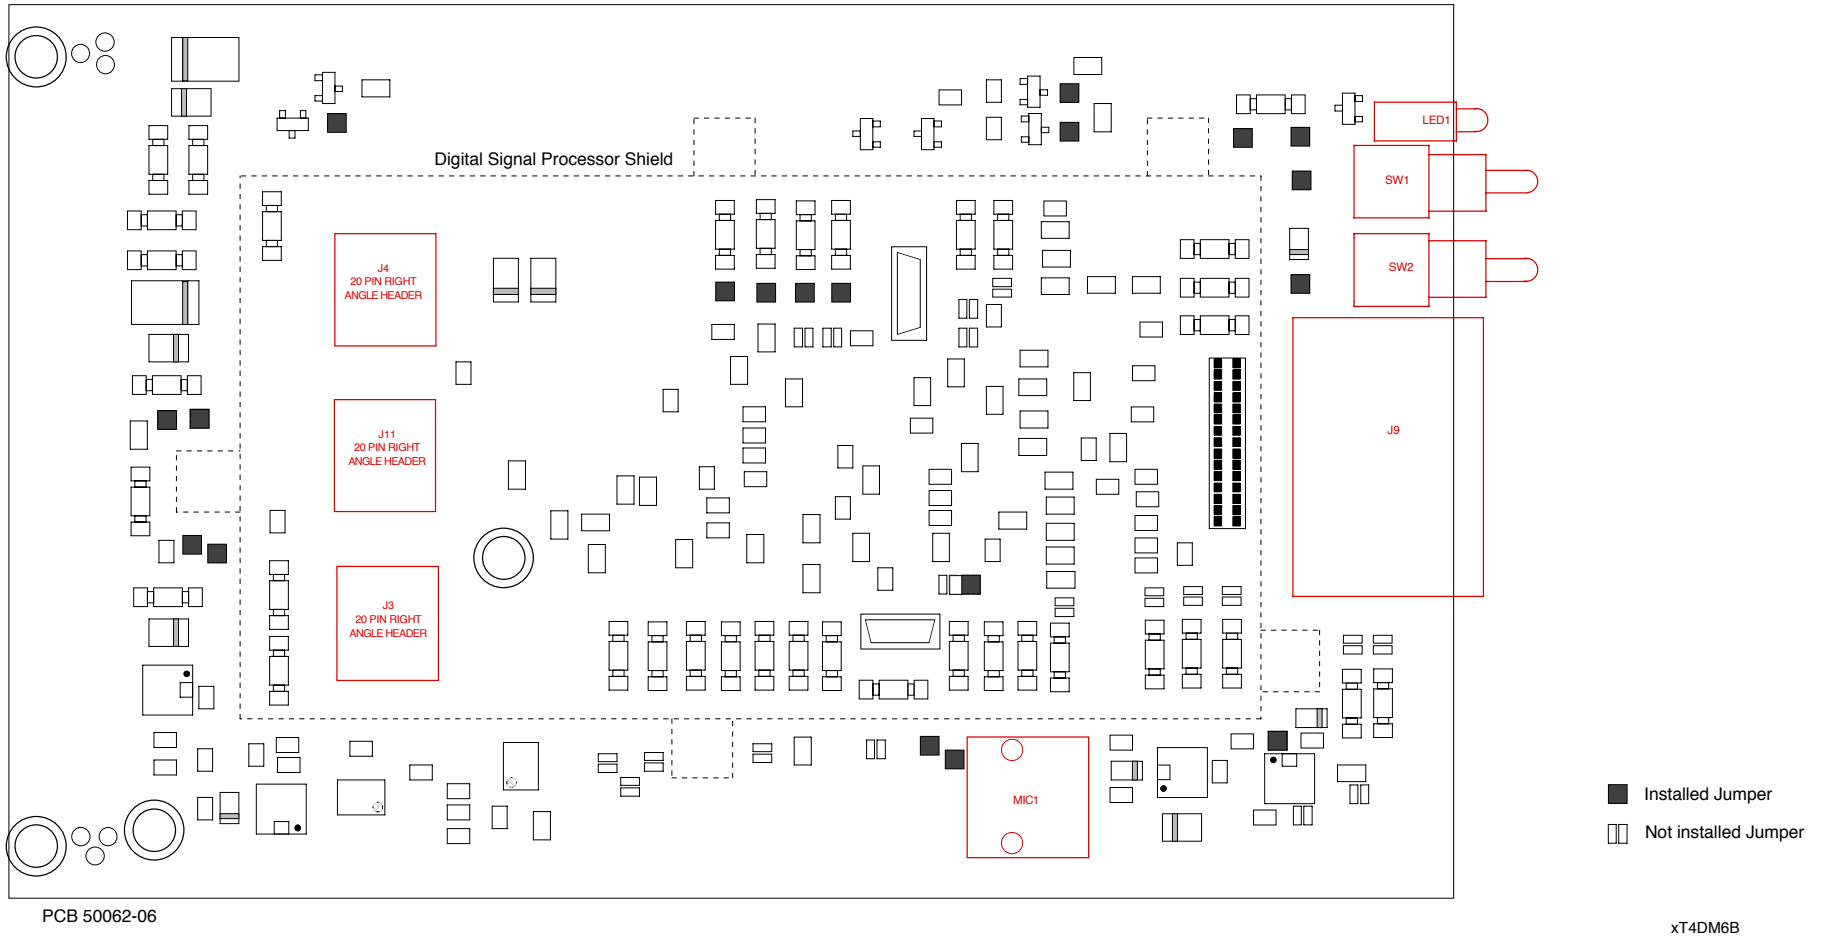 LED1
Digital Signal Processor Shield
SW1
SW2
J4
20 PIN RIGHT
ANGLE HEADER
J11
20 PIN RIGHT
ANGLE HEADER
J9
J3
20 PIN RIGHT
ANGLE HEADER
MIC1
Installed Jumper
Not installed Jumper
PCB 50062-06
xT4DM6B